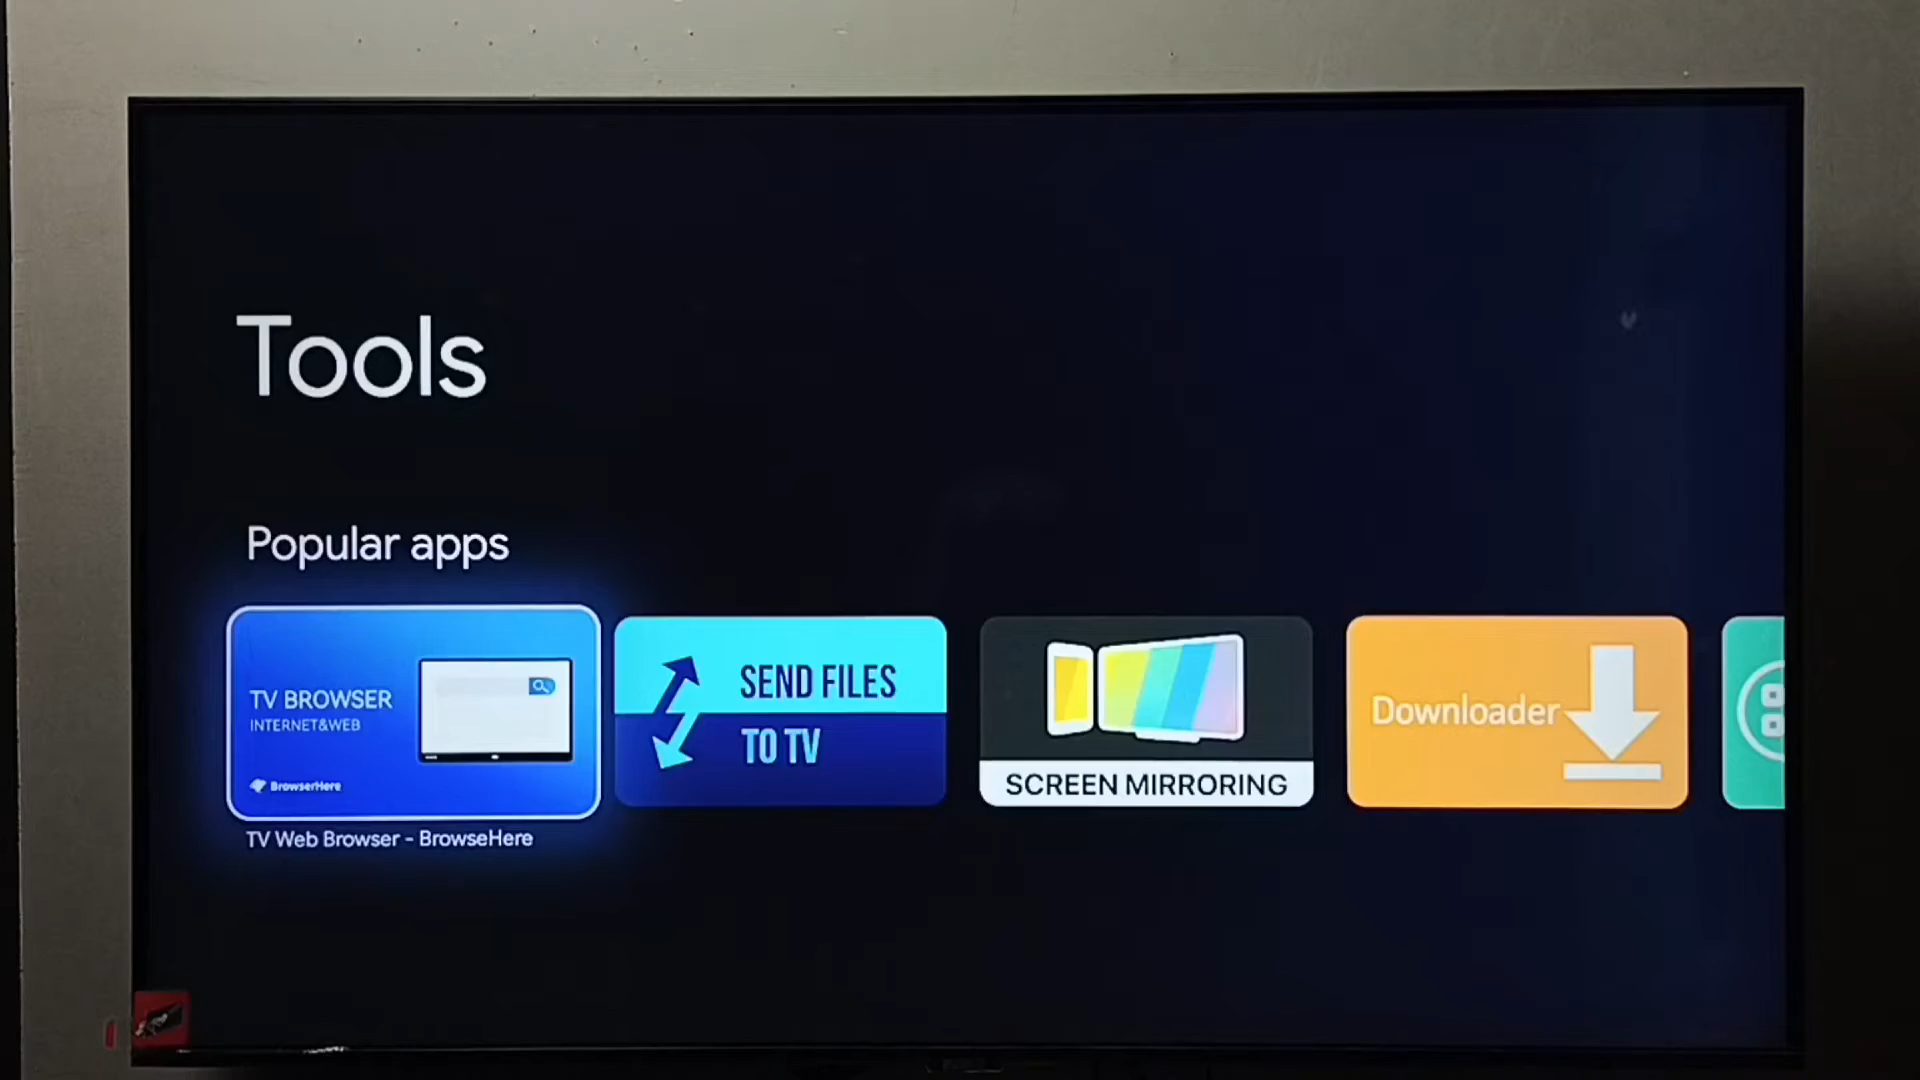 Tools
Popular apps
TV BROWSER
INTERNET&WEB
BrowserHere
SEND FILES
TO TV
SCREEN MIRRORING
Downloader
TV Web Browser - BrowseHere